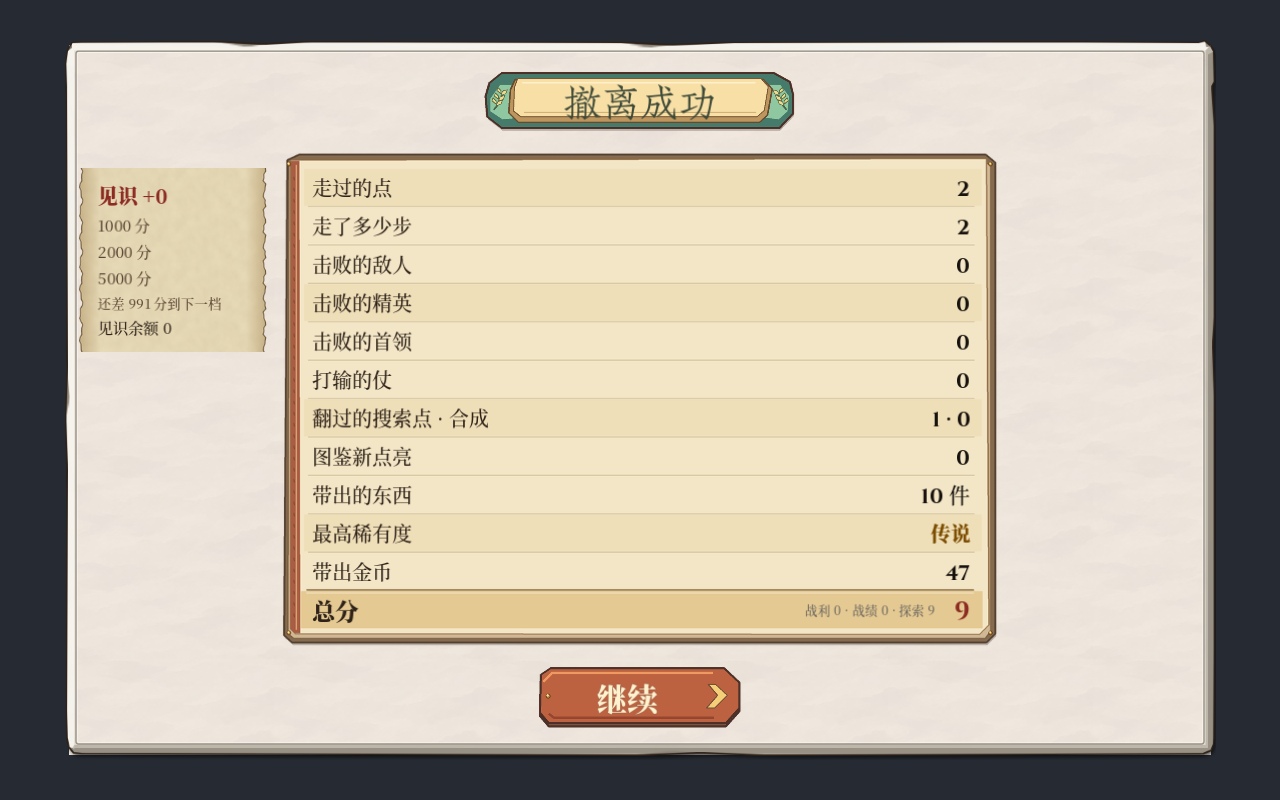 撤离成功
见识 +0
1000 分
2000 分
5000 分
还差 991 分到下一档
见识余额 0
走过的点 2
走了多少步 2
击败的敌人 0
击败的精英 0
击败的首领 0
打输的仗 0
翻过的搜索点 · 合成 1 · 0
图鉴新点亮 0
带出的东西 10 件
最高稀有度 传说
带出金币 47
总分 战利 0 · 战绩 0 · 探索 9 9
继续